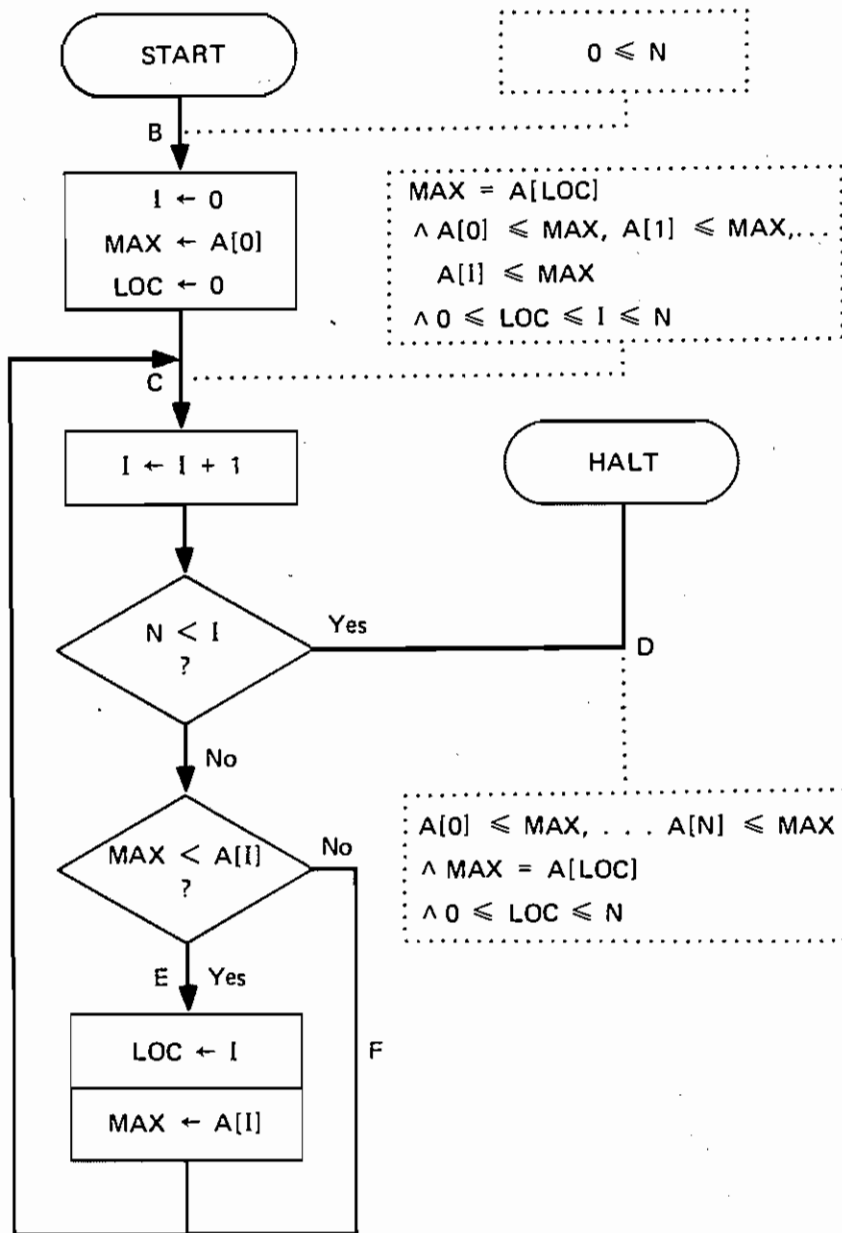 START
0 ⩽ N
B
I ← 0
MAX ← A[0]
LOC ← 0
MAX = A[LOC]
∧ A[0] ⩽ MAX, A[1] ⩽ MAX,...
A[I] ⩽ MAX
∧ 0 ⩽ LOC ⩽ I ⩽ N
C
I ← I + 1
HALT
N < I
?
Yes
D
No
MAX < A[I]
?
No
A[0] ⩽ MAX, . . . A[N] ⩽ MAX
∧ MAX = A[LOC]
∧ 0 ⩽ LOC ⩽ N
E Yes
LOC ← I
F
MAX ← A[I]